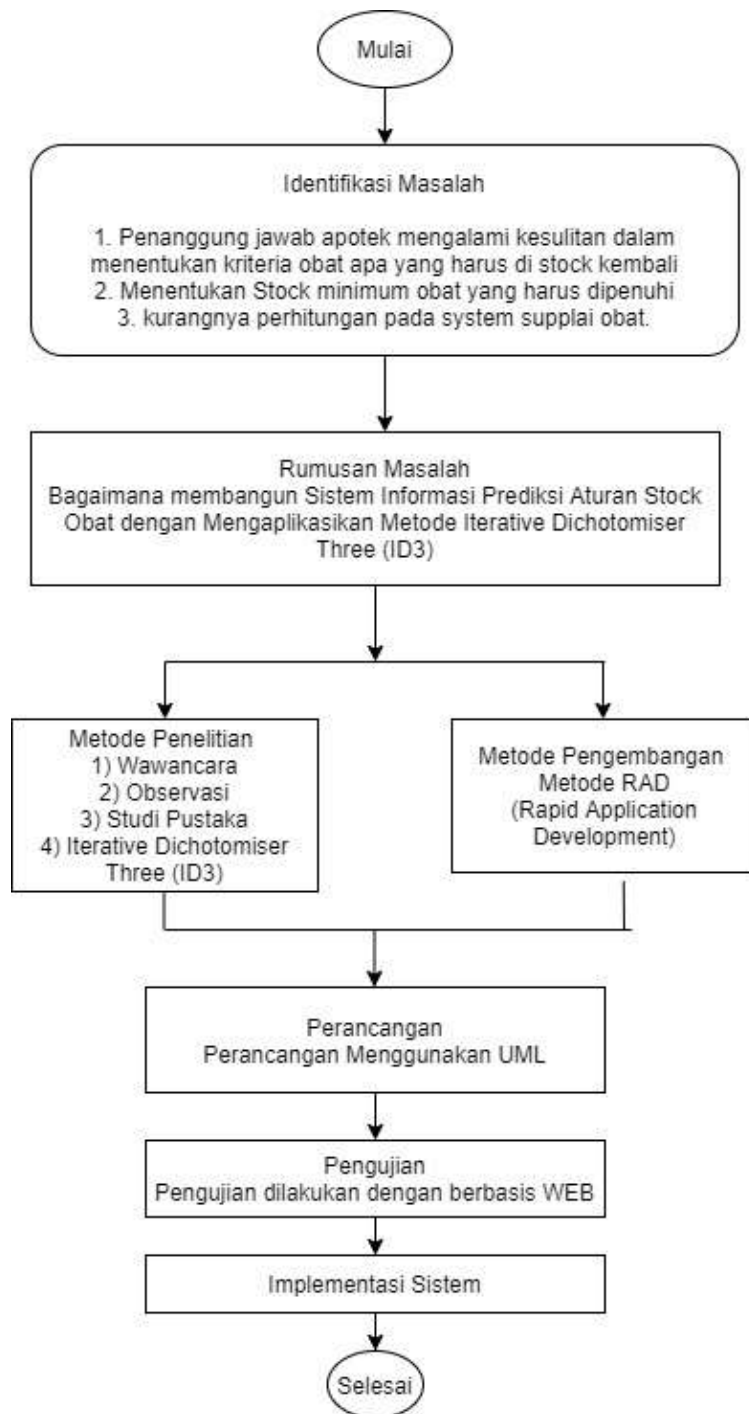 Mulai
Identifikasi Masalah
1. Penanggung jawab apotek mengalami kesulitan dalam
menentukan kriteria obat apa yang harus di stock kembali
2. Menentukan Stock minimum obat yang harus dipenuhi
3. kurangnya perhitungan pada system supplai obat.
Rumusan Masalah
Bagaimana membangun Sistem Informasi Prediksi Aturan Stock
Obat dengan Mengaplikasikan Metode Iterative Dichotomiser
Three (ID3)
Metode Penelitian
1) Wawancara
2) Observasi
3) Studi Pustaka
4) Iterative Dichotomiser
Three (ID3)
Metode Pengembangan
Metode RAD
(Rapid Application
Development)
Perancangan
Perancangan Menggunakan UML
Pengujian
Pengujian dilakukan dengan berbasis WEB
Implementasi Sistem
Selesai